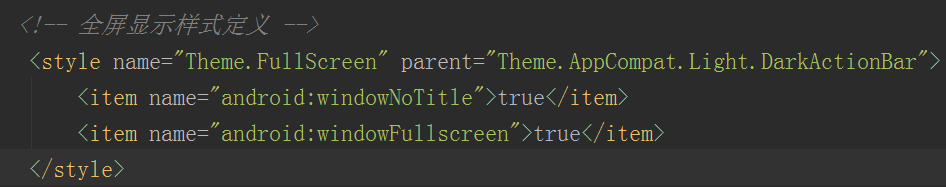 <!-- 全屏显示样式定义 -->
<style name="Theme.FullScreen" parent="Theme.AppCompat.Light.DarkActionBar">
<item name="android:windowNoTitle">true</item>
<item name="android:windowFullscreen">true</item>
</style>